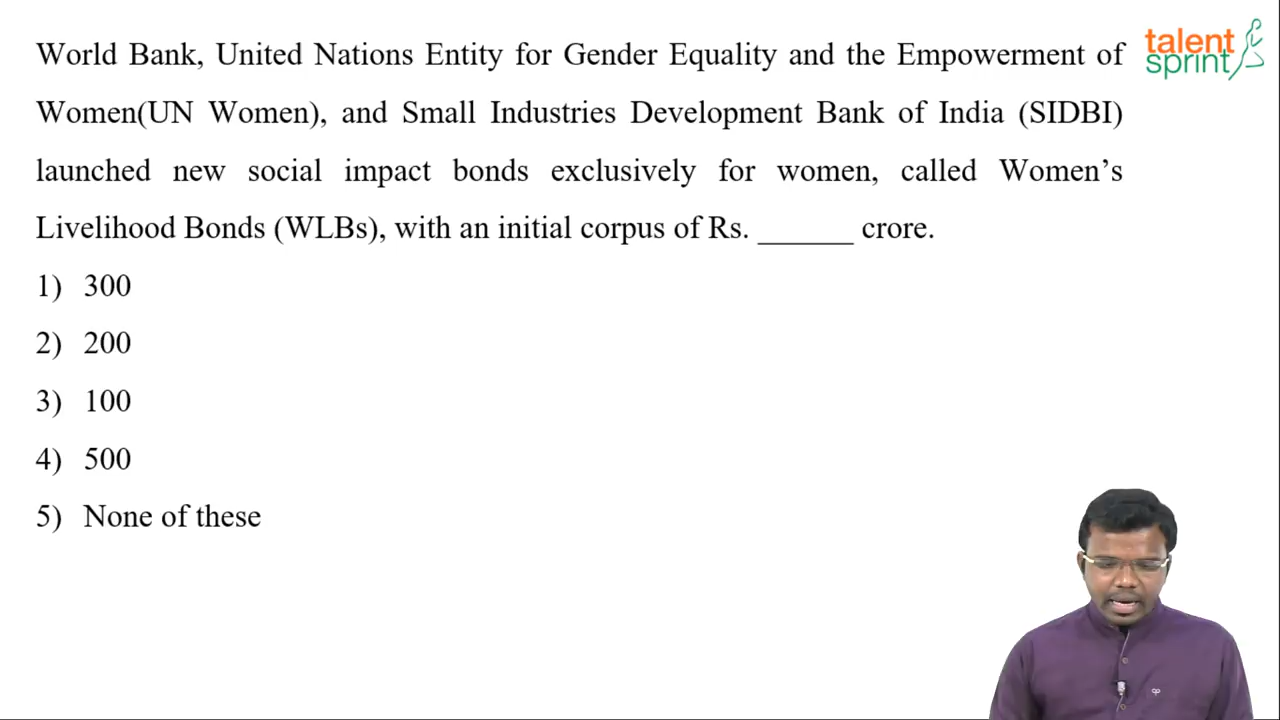 World Bank, United Nations Entity for Gender Equality and the Empowerment of
Women(UN Women), and Small Industries Development Bank of India (SIDBI)
launched new social impact bonds exclusively for women, called Women’s
Livelihood Bonds (WLBs), with an initial corpus of Rs. ______ crore.
1) 300
2) 200
3) 100
4) 500
5) None of these
talent
sprint